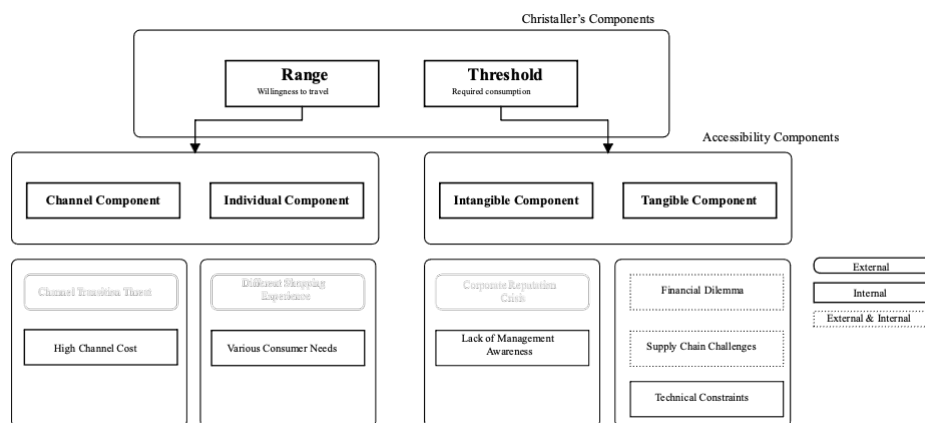 Christaller's Components
Range
Willingness to travel
Threshold
Required consumption
Accessibility Components
Channel Component
Individual Component
Intangible Component
Tangible Component
Channel Transition Threat
High Channel Cost
Different Shopping
Experience
Various Consumer Needs
Corporate Reputation
Crisis
Lack of Management
Awareness
Financial Dilemma
Supply Chain Challenges
Technical Constraints
External
Internal
External & Internal